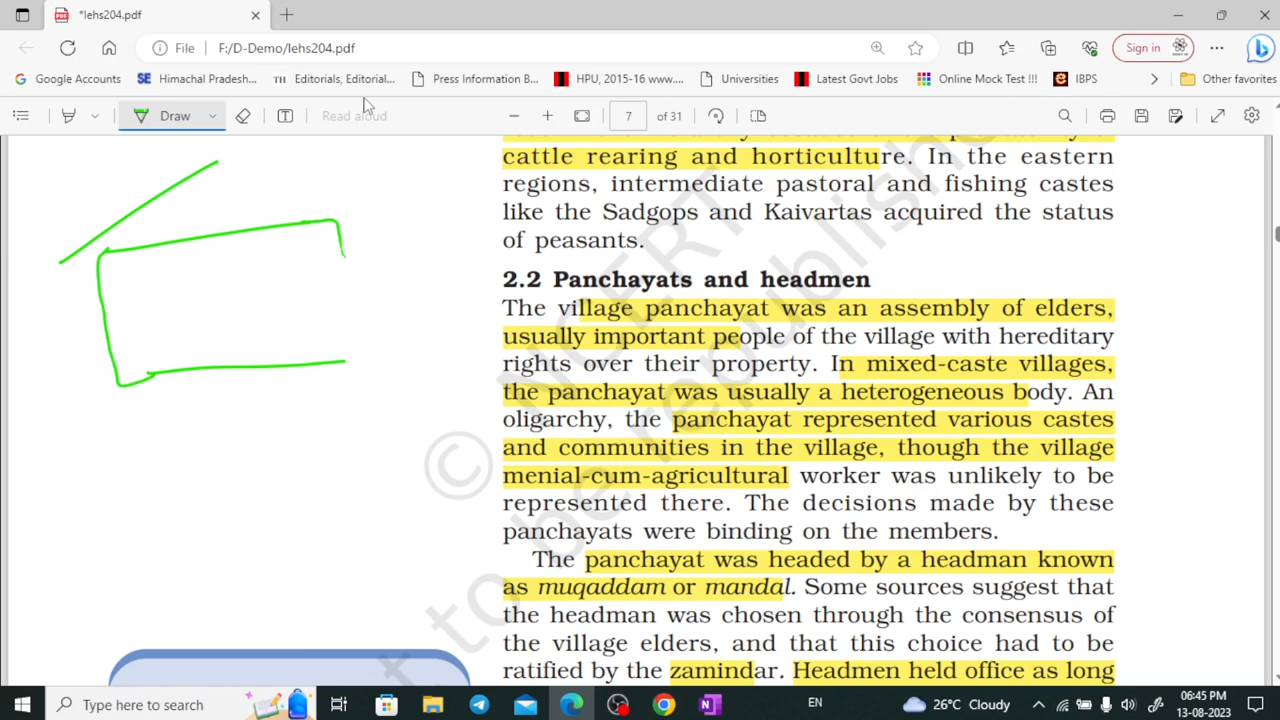 *lehs204.pdf
File F:/D-Demo/lehs204.pdf Sign in
Google Accounts SE Himachal Pradesh... TH Editorials, Editorial... Press Information B... HPU, 2015-16 www.... Universities Latest Govt Jobs Online Mock Test !!! IBPS Other favorites
Draw Read aloud 7 of 31
cattle rearing and horticulture. In the eastern
regions, intermediate pastoral and fishing castes
like the Sadgops and Kaivartas acquired the status
of peasants.
2.2 Panchayats and headmen
The village panchayat was an assembly of elders,
usually important people of the village with hereditary
rights over their property. In mixed-caste villages,
the panchayat was usually a heterogeneous body. An
oligarchy, the panchayat represented various castes
and communities in the village, though the village
menial-cum-agricultural worker was unlikely to be
represented there. The decisions made by these
panchayats were binding on the members.
The panchayat was headed by a headman known
as muqaddam or mandal. Some sources suggest that
the headman was chosen through the consensus of
the village elders, and that this choice had to be
ratified by the zamindar. Headmen held office as long
© NCERT
not to be republished
Type here to search EN 26°C Cloudy 06:45 PM
13-08-2023